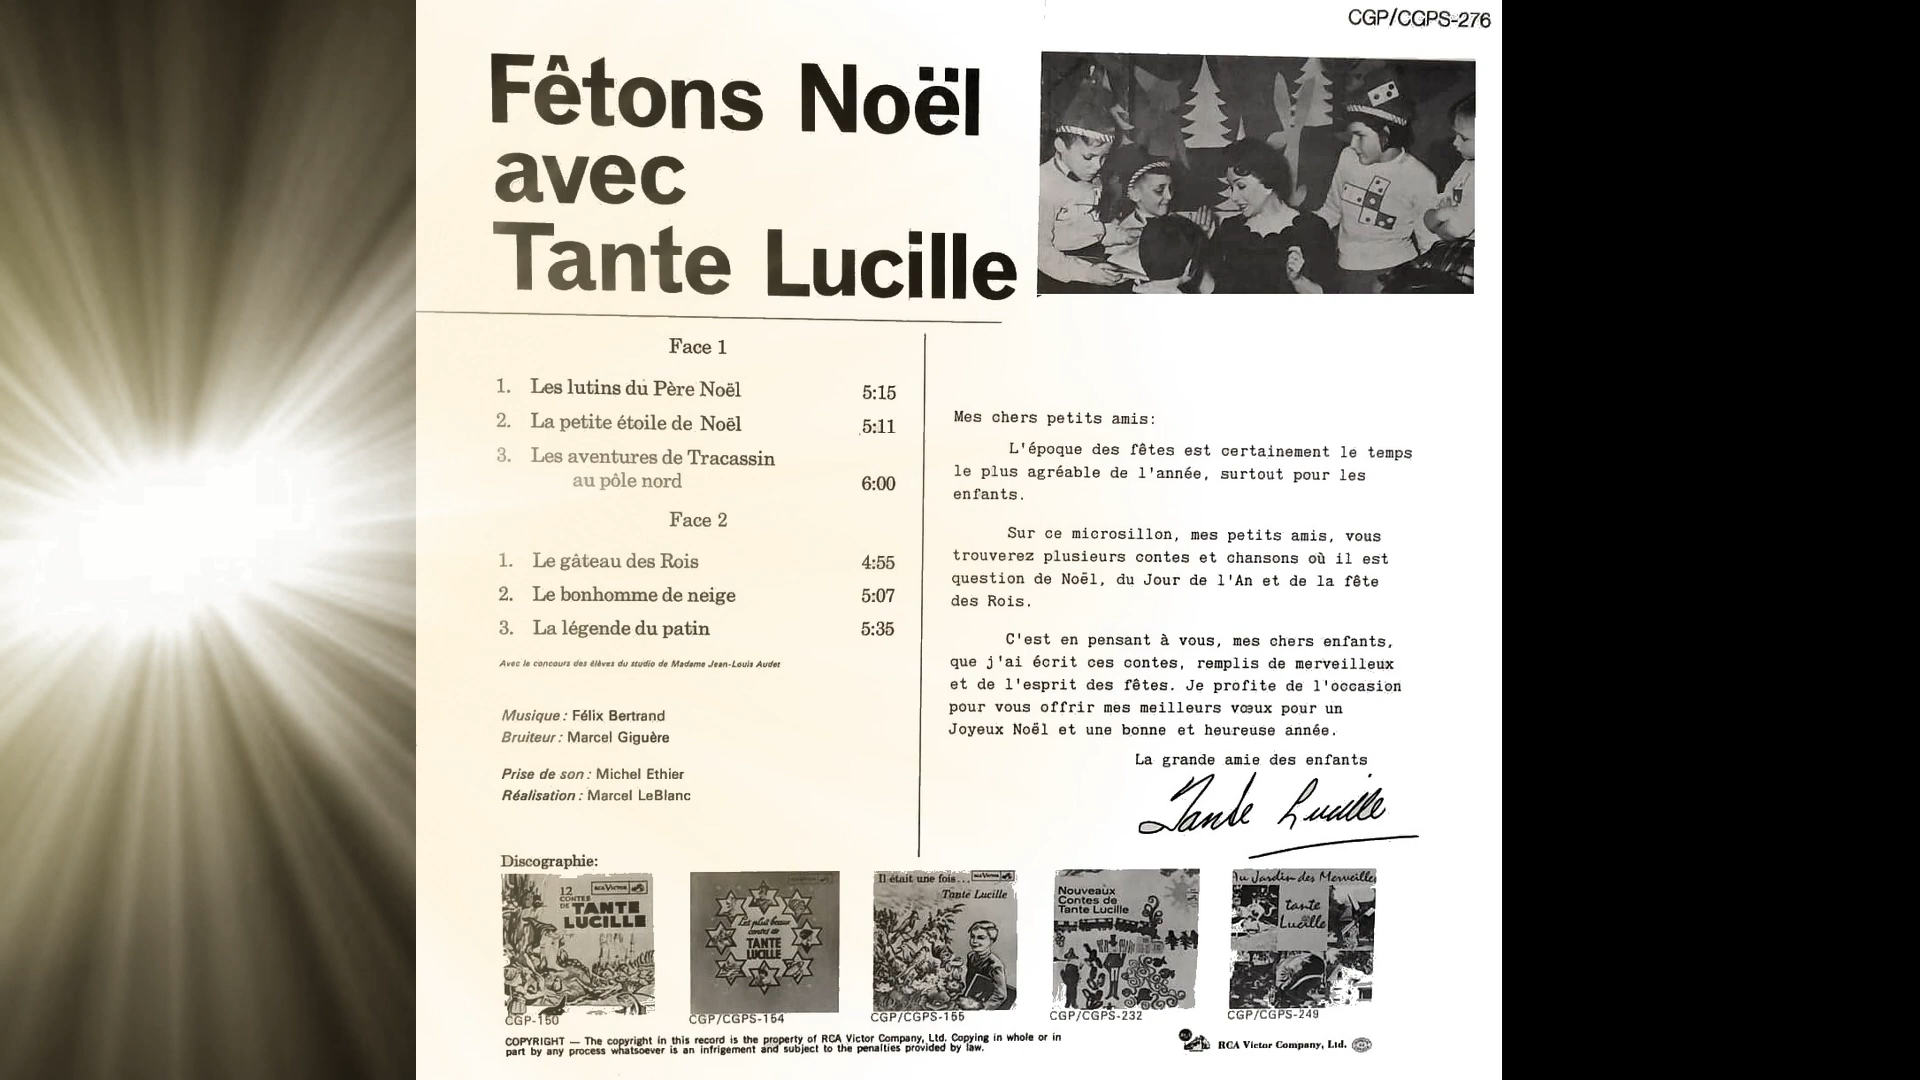 CGP/CGPS-276
Fêtons Noël
avec
Tante Lucille
Face 1
1. Les lutins du Père Noël 5:15
2. La petite étoile de Noël 5:11
3. Les aventures de Tracassin
au pôle nord 6:00
Face 2
1. Le gâteau des Rois 4:55
2. Le bonhomme de neige 5:07
3. La légende du patin 5:35
Avec le concours des élèves du studio de Madame Jean-Louis Audet
Musique : Félix Bertrand
Bruiteur : Marcel Giguère
Prise de son : Michel Ethier
Réalisation : Marcel LeBlanc
Mes chers petits amis:
L'époque des fêtes est certainement le temps
le plus agréable de l'année, surtout pour les
enfants.
Sur ce microsillon, mes petits amis, vous
trouverez plusieurs contes et chansons où il est
question de Noël, du Jour de l'An et de la fête
des Rois.
C'est en pensant à vous, mes chers enfants,
que j'ai écrit ces contes, remplis de merveilleux
et de l'esprit des fêtes. Je profite de l'occasion
pour vous offrir mes meilleurs vœux pour un
Joyeux Noël et une bonne et heureuse année.
La grande amie des enfants
Tante Lucille
Discographie:
12
CONTES
DE TANTE
LUCILLE
RCA VICTOR
CGP-150
Les plus beaux
contes de
TANTE
LUCILLE
CGP/CGPS-154
Il était une fois...
RCA VICTOR
Tante Lucille
CGP/CGPS-155
Nouveaux
Contes de
Tante Lucille
CGP/CGPS-232
Au Jardin des Merveilles
tante
Lucille
CGP/CGPS-249
COPYRIGHT — The copyright in this record is the property of RCA Victor Company, Ltd. Copying in whole or in
part by any process whatsoever is an infrigement and subject to the penalties provided by law.
RCA Victor Company, Ltd.